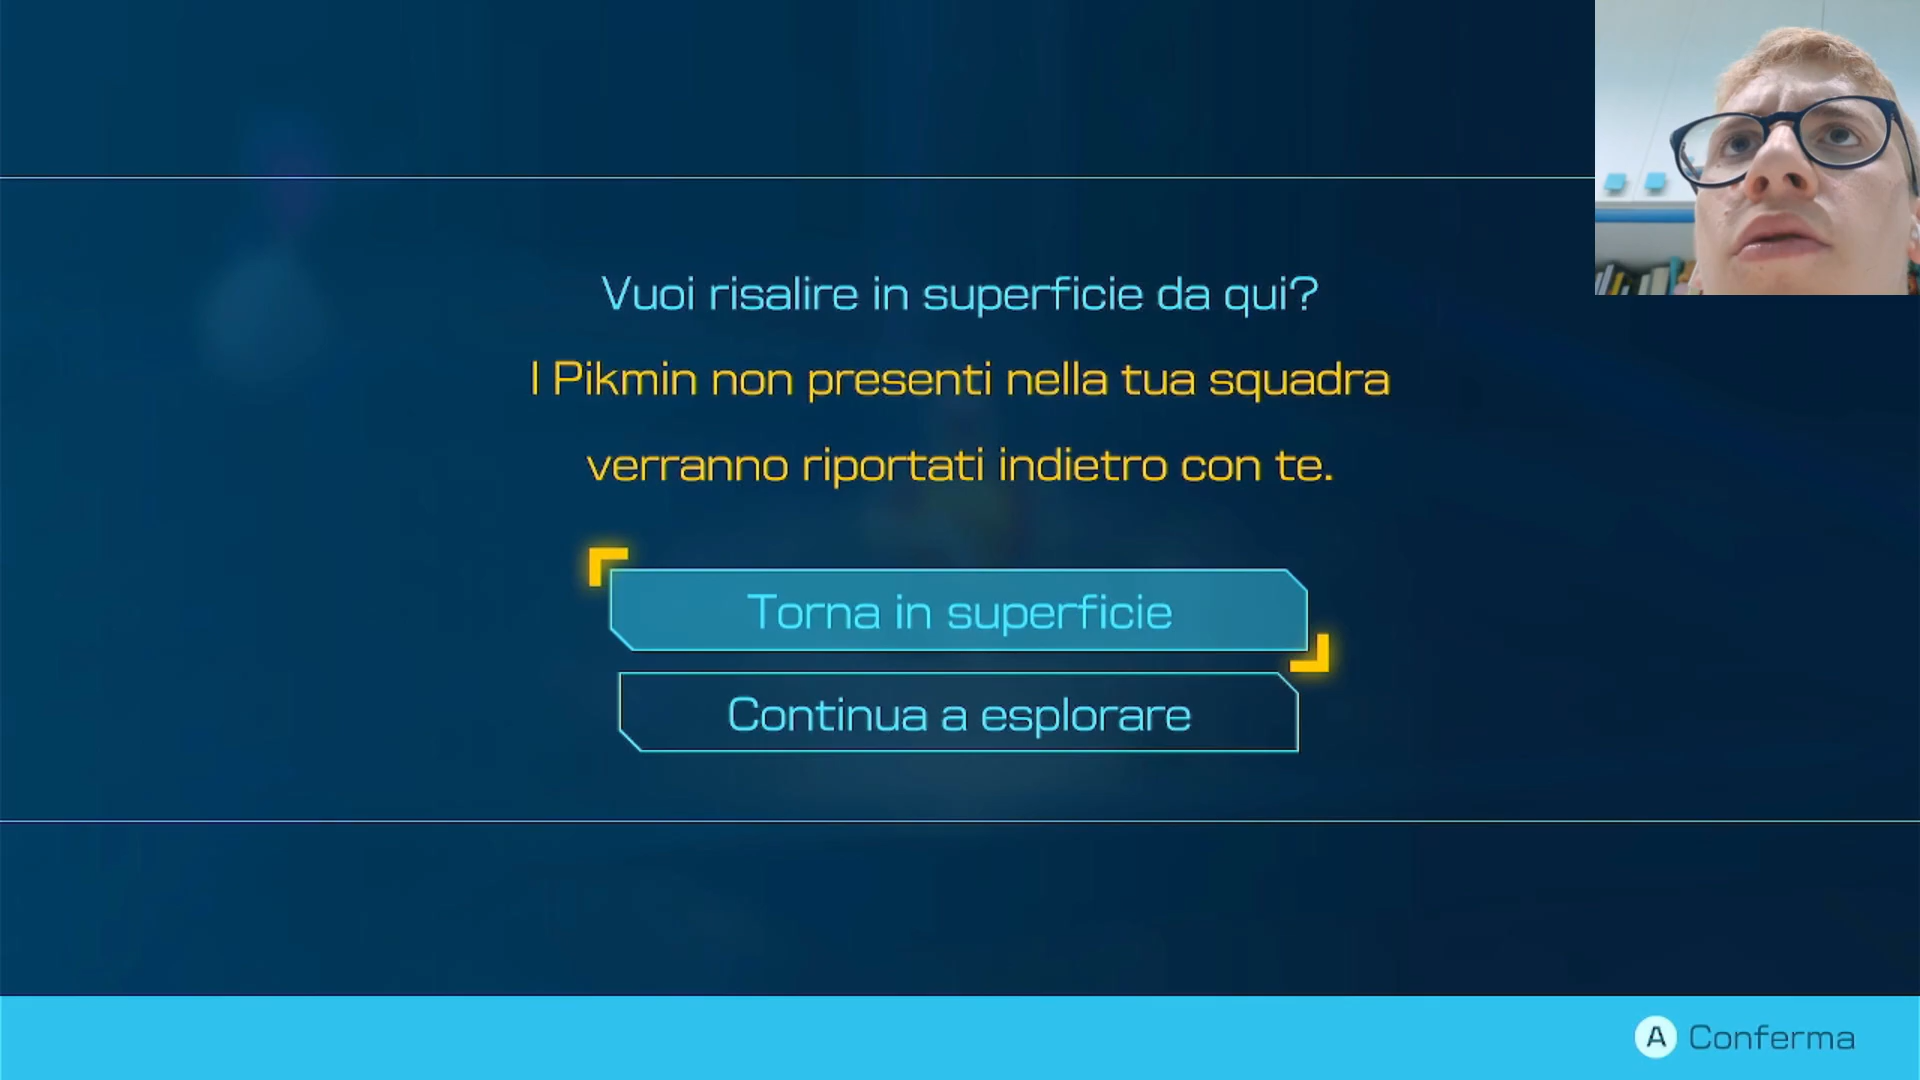 Vuoi risalire in superficie da qui?
I Pikmin non presenti nella tua squadra
verranno riportati indietro con te.
Torna in superficie
Continua a esplorare
A Conferma